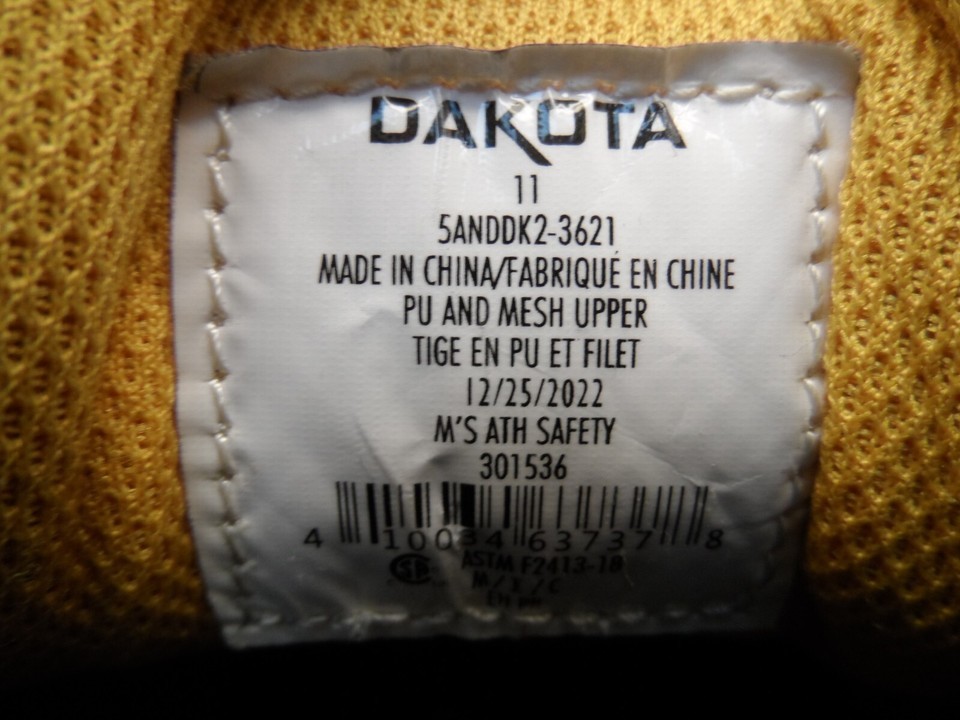 DAKOTA
11
5ANDDK2-3621
MADE IN CHINA/FABRIQUÉ EN CHINE
PU AND MESH UPPER
TIGE EN PU ET FILET
12/25/2022
M'S ATH SAFETY
301536
4 10034 63737 8
ASTM F2413-18
M/I/C
EH